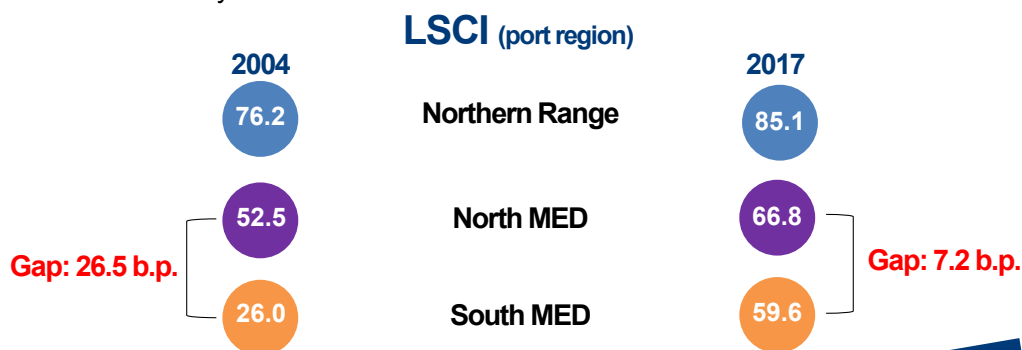 LSCI (port region)
2004 2017
76.2 Northern Range 85.1
52.5 North MED 66.8
Gap: 26.5 b.p. Gap: 7.2 b.p.
26.0 South MED 59.6